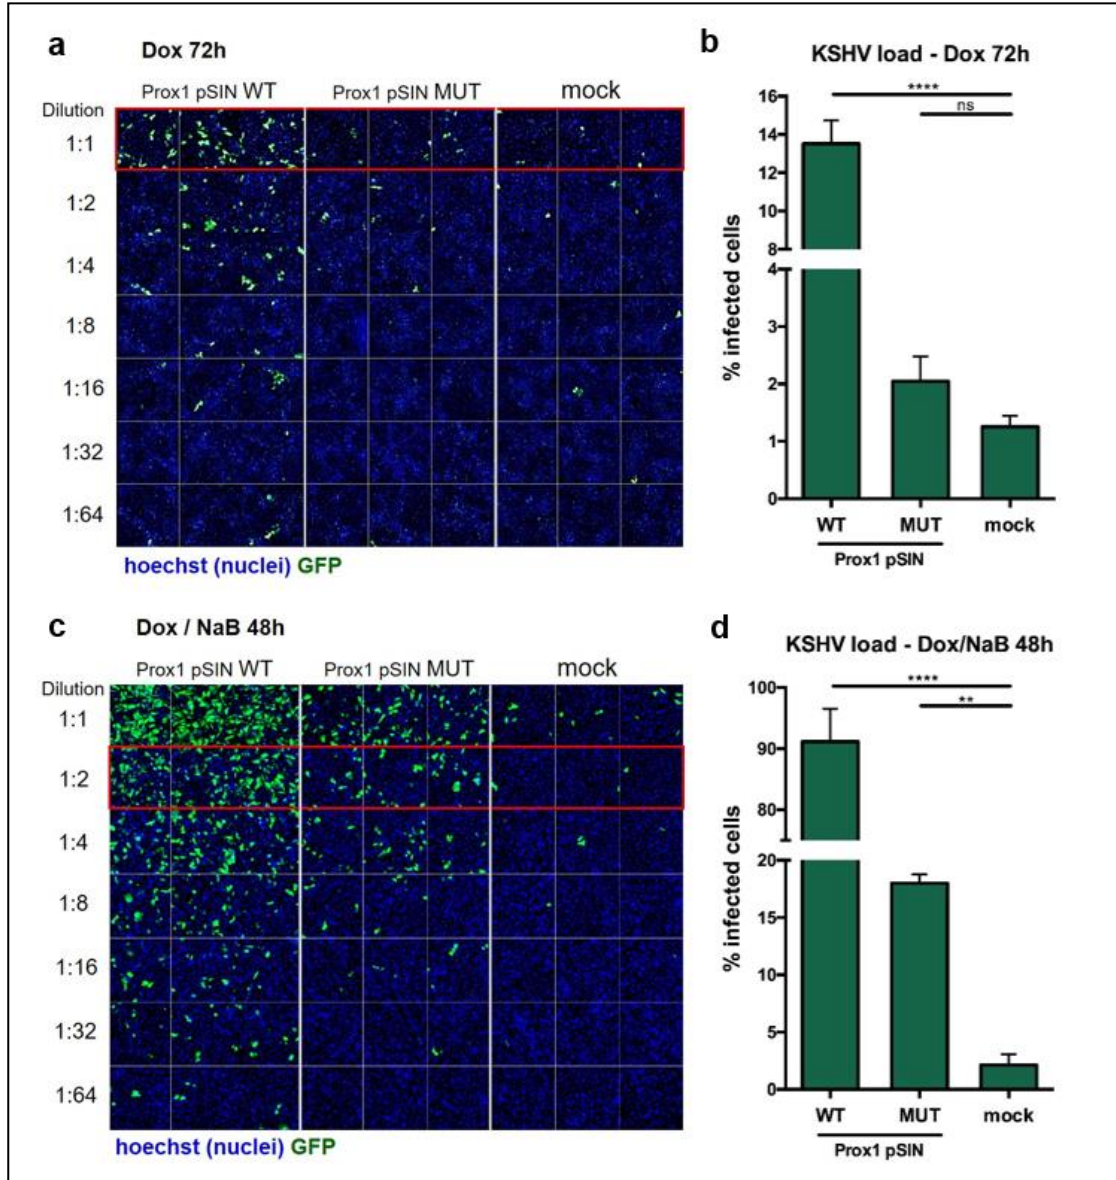 a
Dox 72h
Prox1 pSIN WT
Prox1 pSIN MUT
mock
Dilution
1:1
1:2
1:4
1:8
1:16
1:32
1:64
hoechst (nuclei) GFP
b
KSHV load - Dox 72h
****
ns
% infected cells
16
14
12
10
8
4
3
2
1
0
WT
MUT
mock
Prox1 pSIN
c
Dox / NaB 48h
Prox1 pSIN WT
Prox1 pSIN MUT
mock
Dilution
1:1
1:2
1:4
1:8
1:16
1:32
1:64
hoechst (nuclei) GFP
d
KSHV load - Dox/NaB 48h
****
**
% infected cells
100
90
80
20
15
10
5
0
WT
MUT
mock
Prox1 pSIN